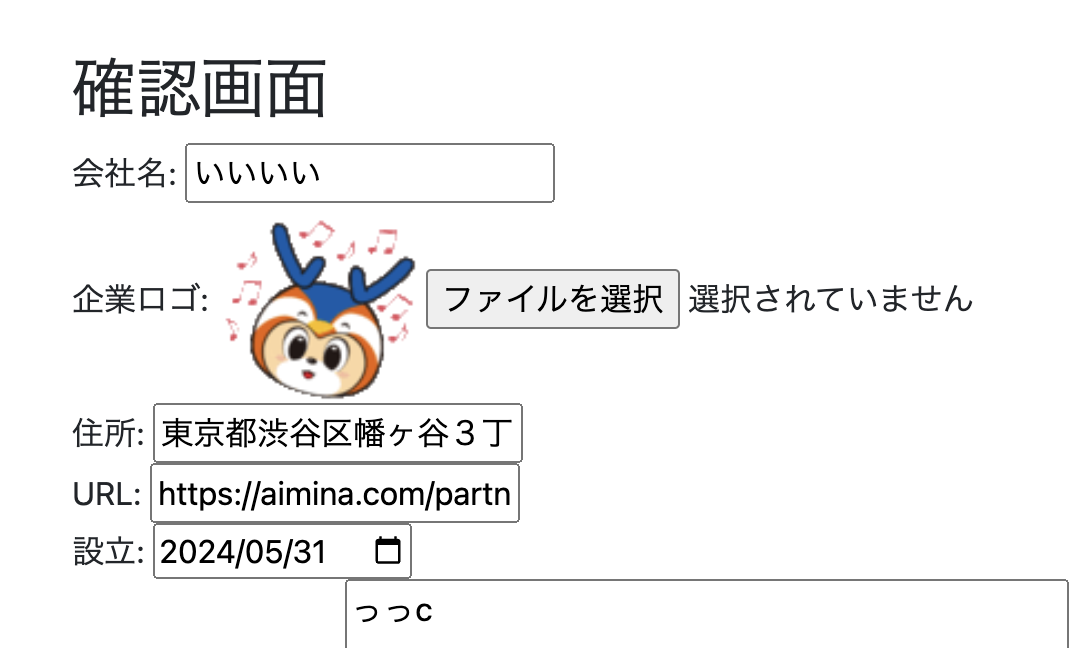 確認画面
会社名: いいいい
企業ロゴ: ファイルを選択 選択されていません
住所: 東京都渋谷区幡ヶ谷３丁
URL: https://aimina.com/partn
設立: 2024/05/31
っっc